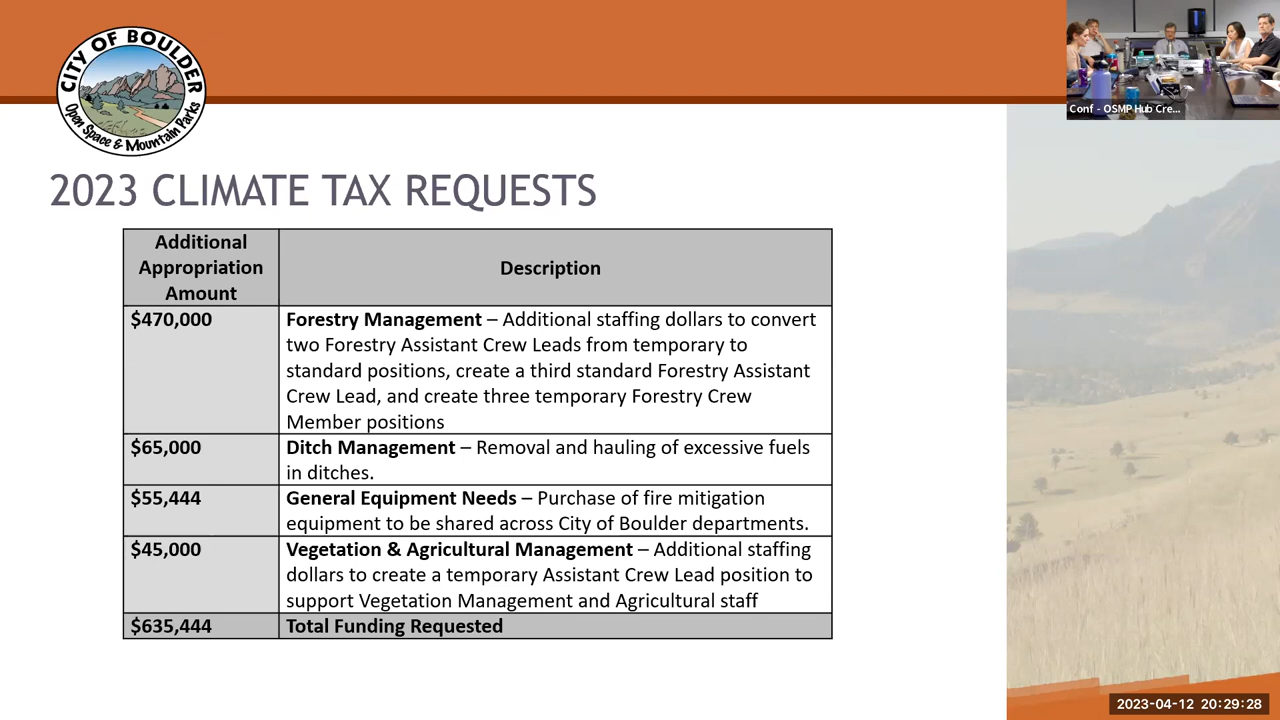 CITY OF BOULDER
Open Space & Mountain Parks
Conf - OSMP Hub Cre...
2023 CLIMATE TAX REQUESTS
Additional
Appropriation
Amount
Description
$470,000
Forestry Management – Additional staffing dollars to convert
two Forestry Assistant Crew Leads from temporary to
standard positions, create a third standard Forestry Assistant
Crew Lead, and create three temporary Forestry Crew
Member positions
$65,000
Ditch Management – Removal and hauling of excessive fuels
in ditches.
$55,444
General Equipment Needs – Purchase of fire mitigation
equipment to be shared across City of Boulder departments.
$45,000
Vegetation & Agricultural Management – Additional staffing
dollars to create a temporary Assistant Crew Lead position to
support Vegetation Management and Agricultural staff
$635,444
Total Funding Requested
2023-04-12 20:29:28